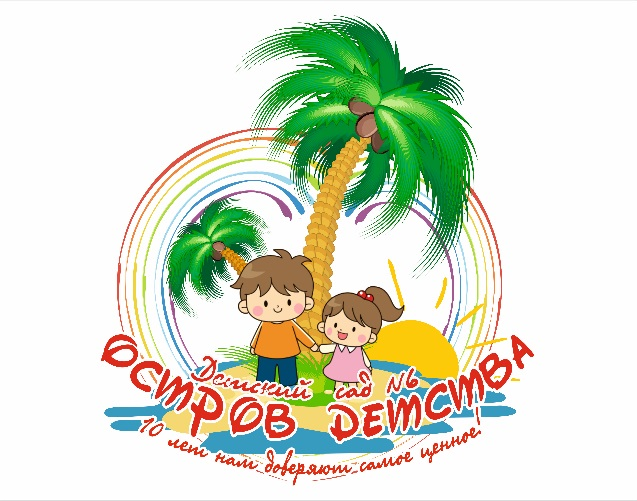 Детский сад №6
ОСТРОВ ДЕТСТВА
10 лет нам доверяют самое ценное!